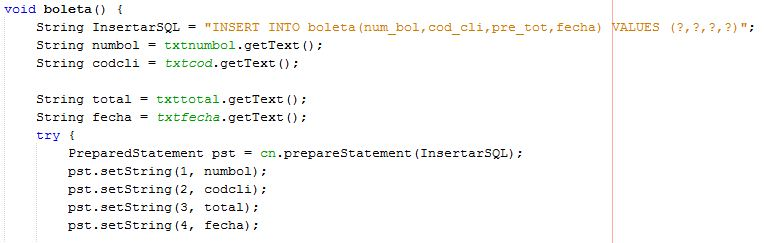 void boleta() {
String InsertarSQL = "INSERT INTO boleta(num_bol,cod_cli,pre_tot,fecha) VALUES (?,?,?,?)";
String numbol = txtnumbol.getText();
String codcli = txtcod.getText();
String total = txttotal.getText();
String fecha = txtfecha.getText();
try {
PreparedStatement pst = cn.prepareStatement(InsertarSQL);
pst.setString(1, numbol);
pst.setString(2, codcli);
pst.setString(3, total);
pst.setString(4, fecha);